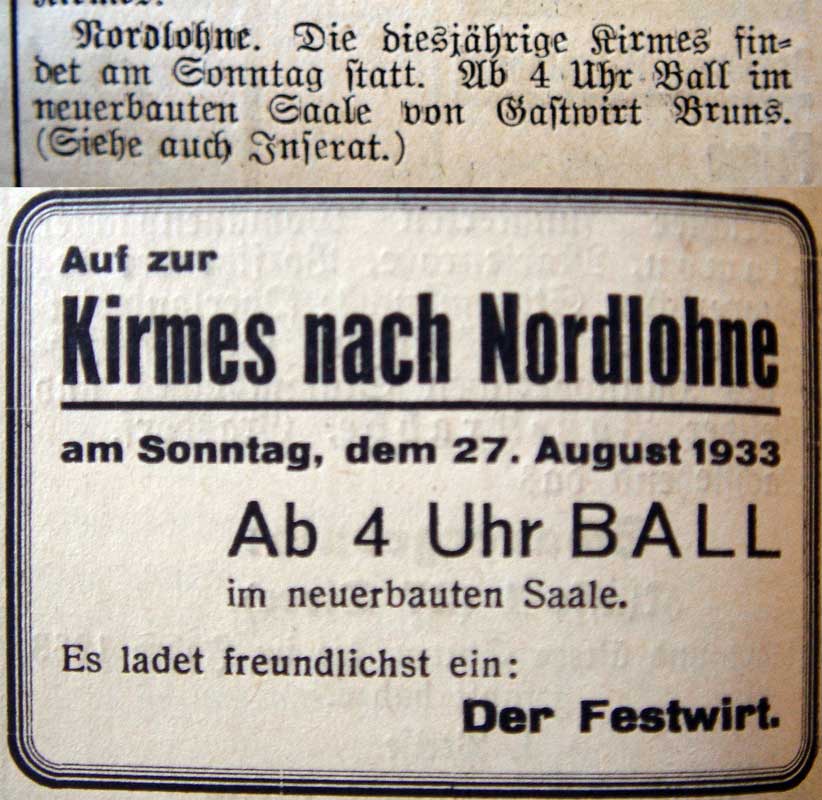 Nordlohne. Die diesjährige Kirmes fin-
det am Sonntag statt. Ab 4 Uhr Ball im
neuerbauten Saale von Gastwirt Bruns.
(Siehe auch Inserat.)
Auf zur
Kirmes nach Nordlohne
am Sonntag, dem 27. August 1933
Ab 4 Uhr BALL
im neuerbauten Saale.
Es ladet freundlichst ein:
Der Festwirt.